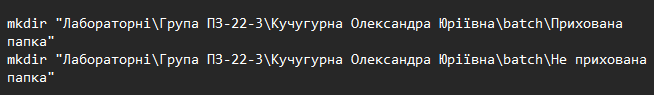 mkdir "Лабораторні\Група ПЗ-22-3\Кучугурна Олександра Юріївна\batch\Прихована
папка"
mkdir "Лабораторні\Група ПЗ-22-3\Кучугурна Олександра Юріївна\batch\Не прихована
папка"